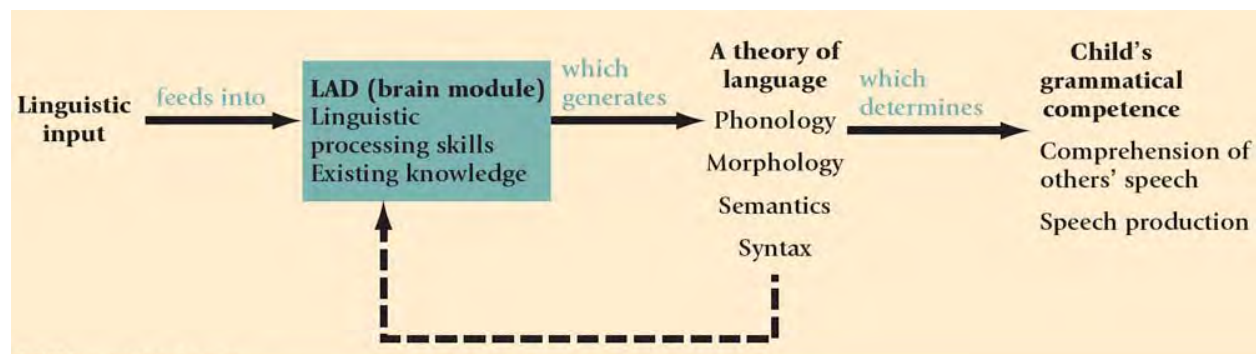 Linguistic
input
feeds into
LAD (brain module)
Linguistic
processing skills
Existing knowledge
which
generates
A theory of
language
Phonology
Morphology
Semantics
Syntax
which
determines
Child's
grammatical
competence
Comprehension of
others' speech
Speech production